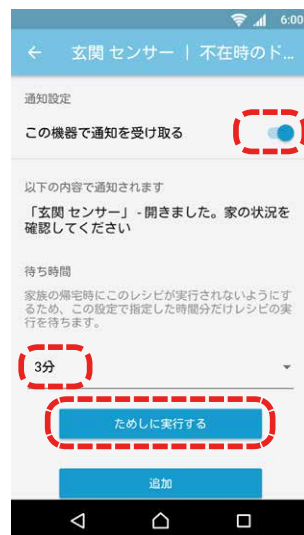 6:00
玄関 センサー | 不在時のド...
通知設定
この機器で通知を受け取る
以下の内容で通知されます
「玄関 センサー」 - 開きました。家の状況を
確認してください
待ち時間
家族の帰宅時にこのレシピが実行されないようにす
るため、この設定で指定した時間分だけレシピの実
行を待ちます。
3分
ためしに実行する
追加